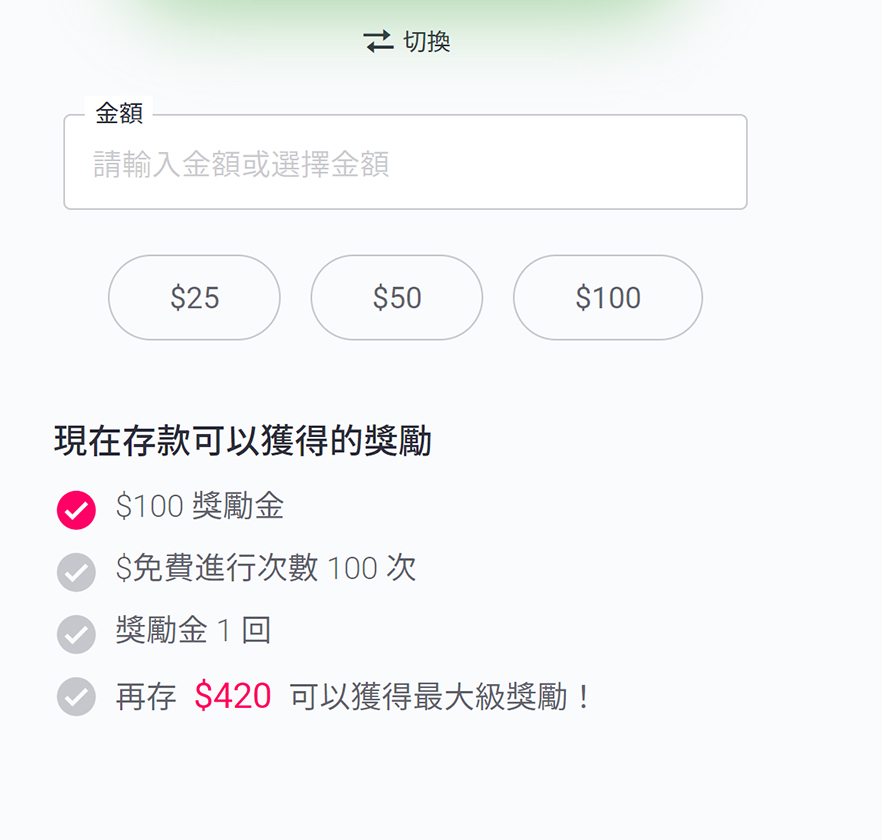 切換
金額
請輸入金額或選擇金額
$25 $50 $100
現在存款可以獲得的獎勵
$100 獎勵金
$免費進行次數 100 次
獎勵金 1 回
再存 $420 可以獲得最大級獎勵！